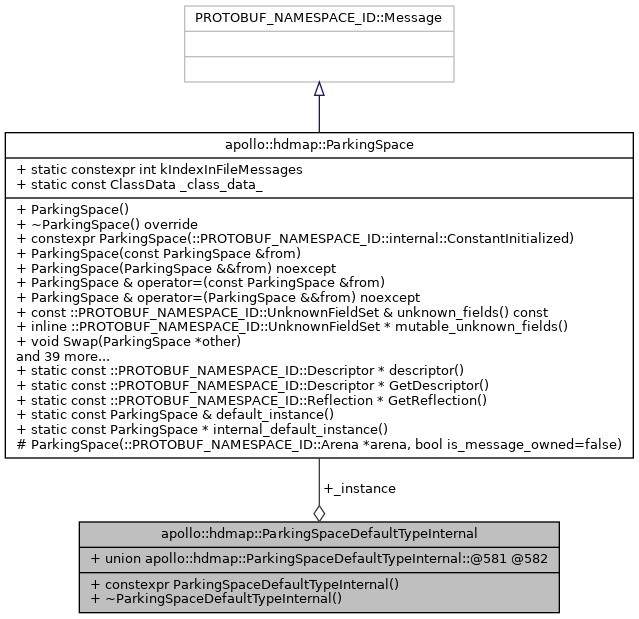 PROTOBUF_NAMESPACE_ID::Message
apollo::hdmap::ParkingSpace
+ static constexpr int kIndexInFileMessages
+ static const ClassData _class_data_
+ ParkingSpace()
+ ~ParkingSpace() override
+ constexpr ParkingSpace(::PROTOBUF_NAMESPACE_ID::internal::ConstantInitialized)
+ ParkingSpace(const ParkingSpace &from)
+ ParkingSpace(ParkingSpace &&from) noexcept
+ ParkingSpace & operator=(const ParkingSpace &from)
+ ParkingSpace & operator=(ParkingSpace &&from) noexcept
+ const ::PROTOBUF_NAMESPACE_ID::UnknownFieldSet & unknown_fields() const
+ inline ::PROTOBUF_NAMESPACE_ID::UnknownFieldSet * mutable_unknown_fields()
+ void Swap(ParkingSpace *other)
and 39 more...
+ static const ::PROTOBUF_NAMESPACE_ID::Descriptor * descriptor()
+ static const ::PROTOBUF_NAMESPACE_ID::Descriptor * GetDescriptor()
+ static const ::PROTOBUF_NAMESPACE_ID::Reflection * GetReflection()
+ static const ParkingSpace & default_instance()
+ static const ParkingSpace * internal_default_instance()
# ParkingSpace(::PROTOBUF_NAMESPACE_ID::Arena *arena, bool is_message_owned=false)
+_instance
apollo::hdmap::ParkingSpaceDefaultTypeInternal
+ union apollo::hdmap::ParkingSpaceDefaultTypeInternal::@581 @582
+ constexpr ParkingSpaceDefaultTypeInternal()
+ ~ParkingSpaceDefaultTypeInternal()